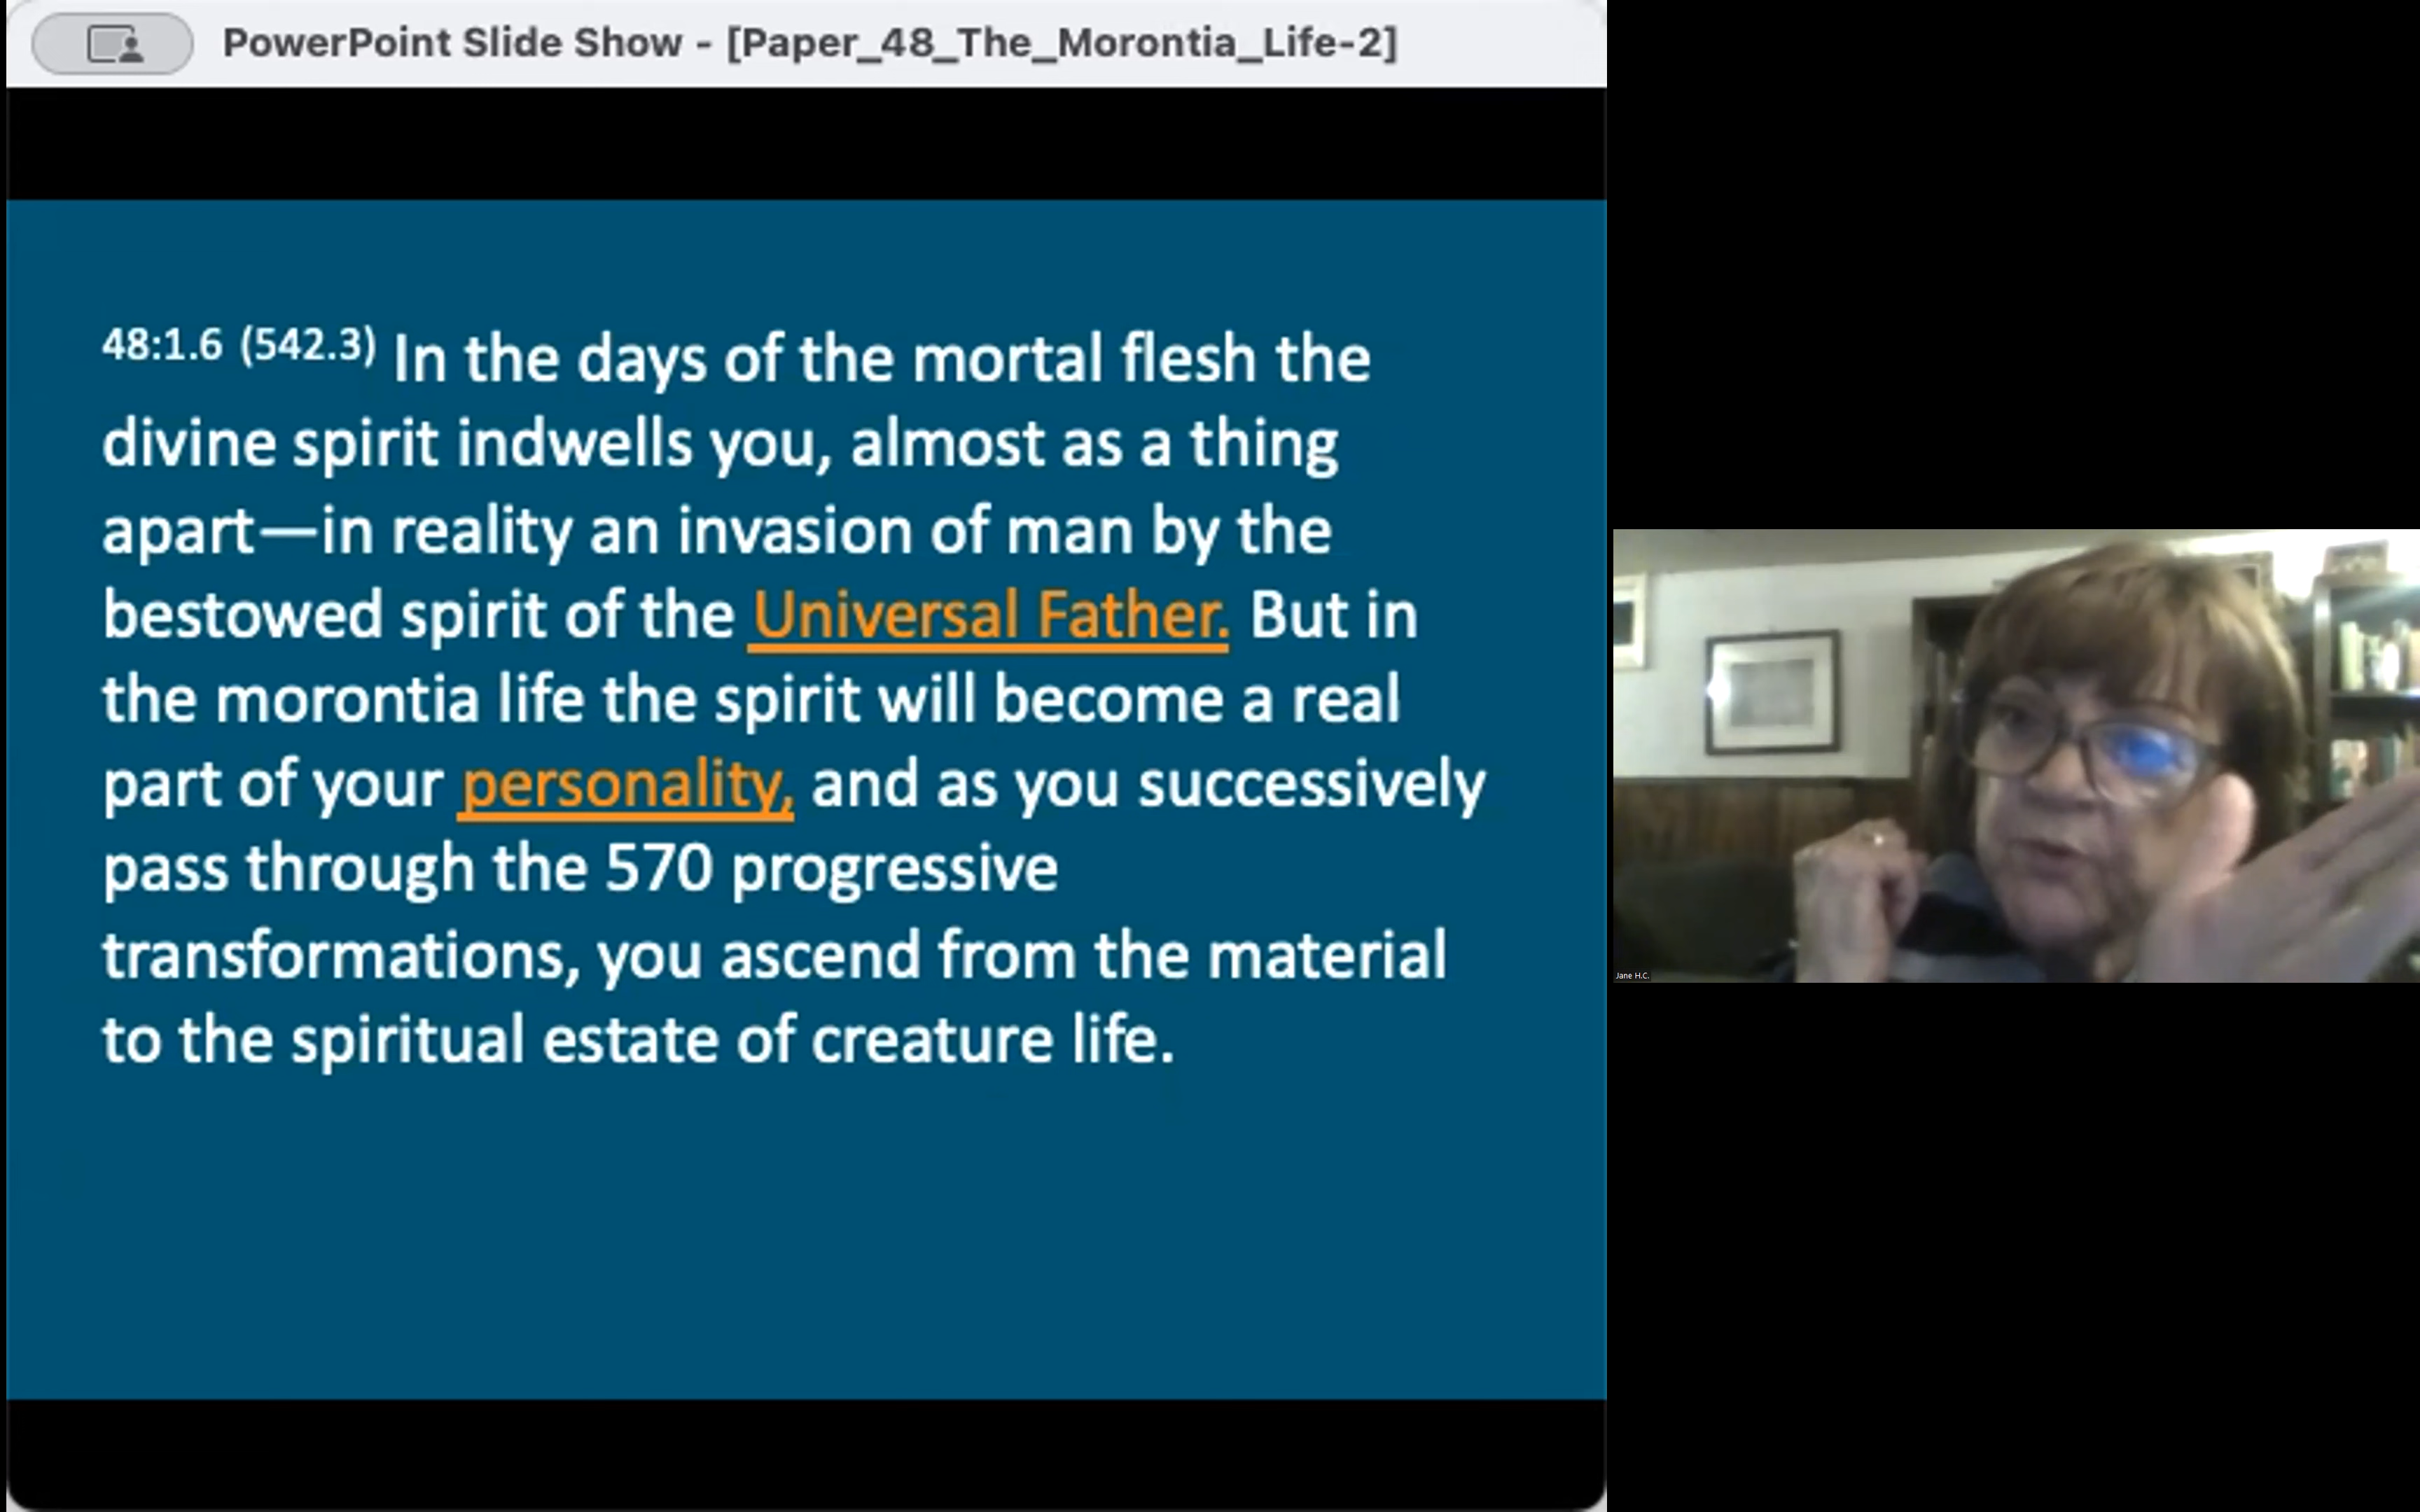 PowerPoint Slide Show - [Paper_48_The_Morontia_Life-2]
48:1.6 (542.3) In the days of the mortal flesh the
divine spirit indwells you, almost as a thing
apart—in reality an invasion of man by the
bestowed spirit of the Universal Father. But in
the morontia life the spirit will become a real
part of your personality, and as you successively
pass through the 570 progressive
transformations, you ascend from the material
to the spiritual estate of creature life.
Jane H.C.